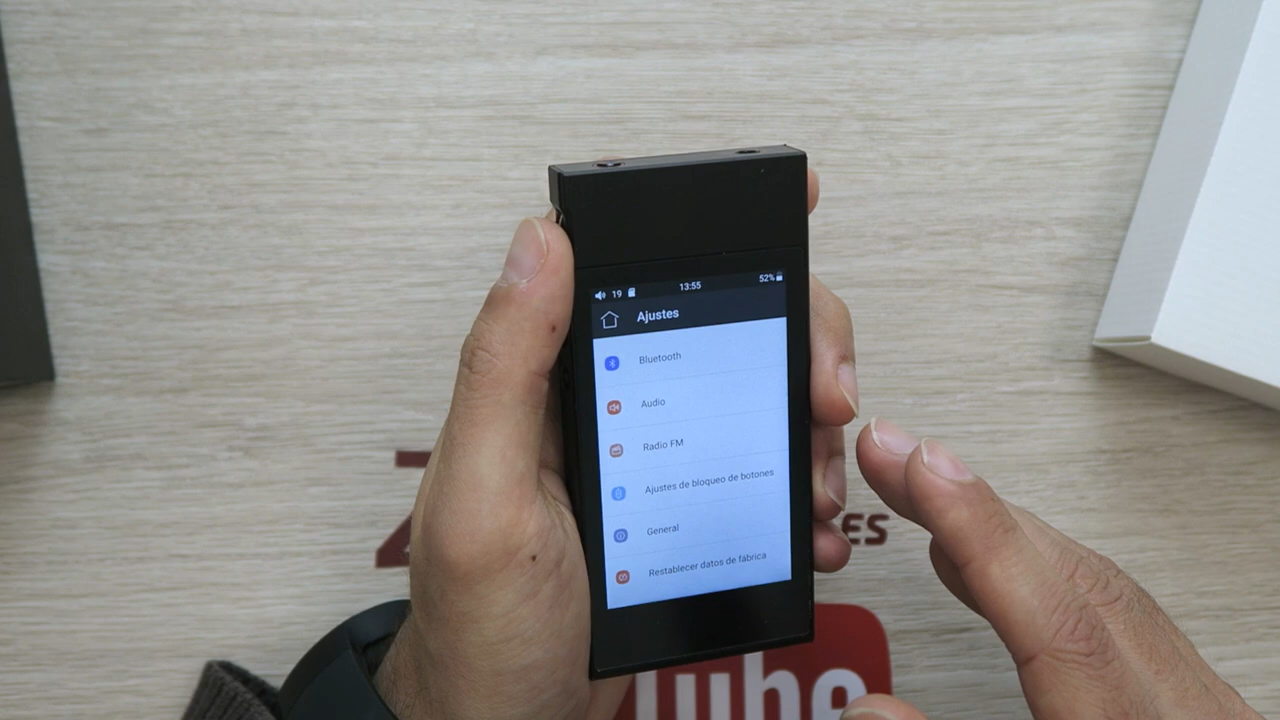 19 13:55 52%
Ajustes
Bluetooth
Audio
Radio FM
Ajustes de bloqueo de botones
General
Restablecer datos de fábrica
ES
Tube